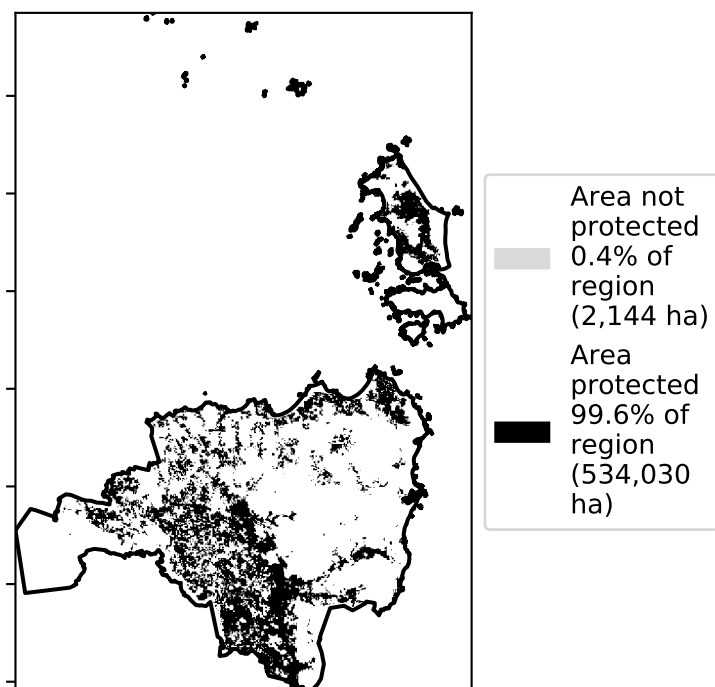 Area not
protected
0.4% of
region
(2,144 ha)
Area
protected
99.6% of
region
(534,030
ha)